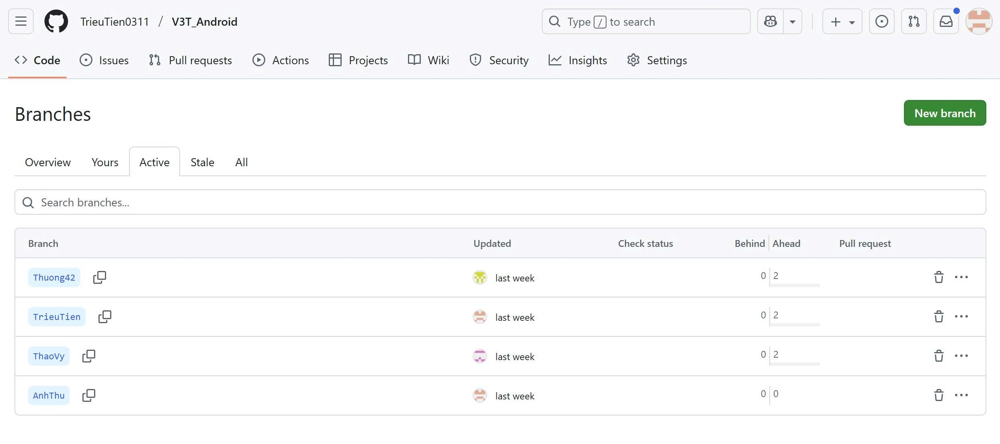 TrieuTien0311 / V3T_Android
Type / to search
Code Issues Pull requests Actions Projects Wiki Security Insights Settings
Branches
New branch
Overview Yours Active Stale All
Search branches...
Branch Updated Check status Behind Ahead Pull request
Thuong42 last week 0 2
TrieuTien last week 0 2
ThaoVy last week 0 2
AnhThu last week 0 0